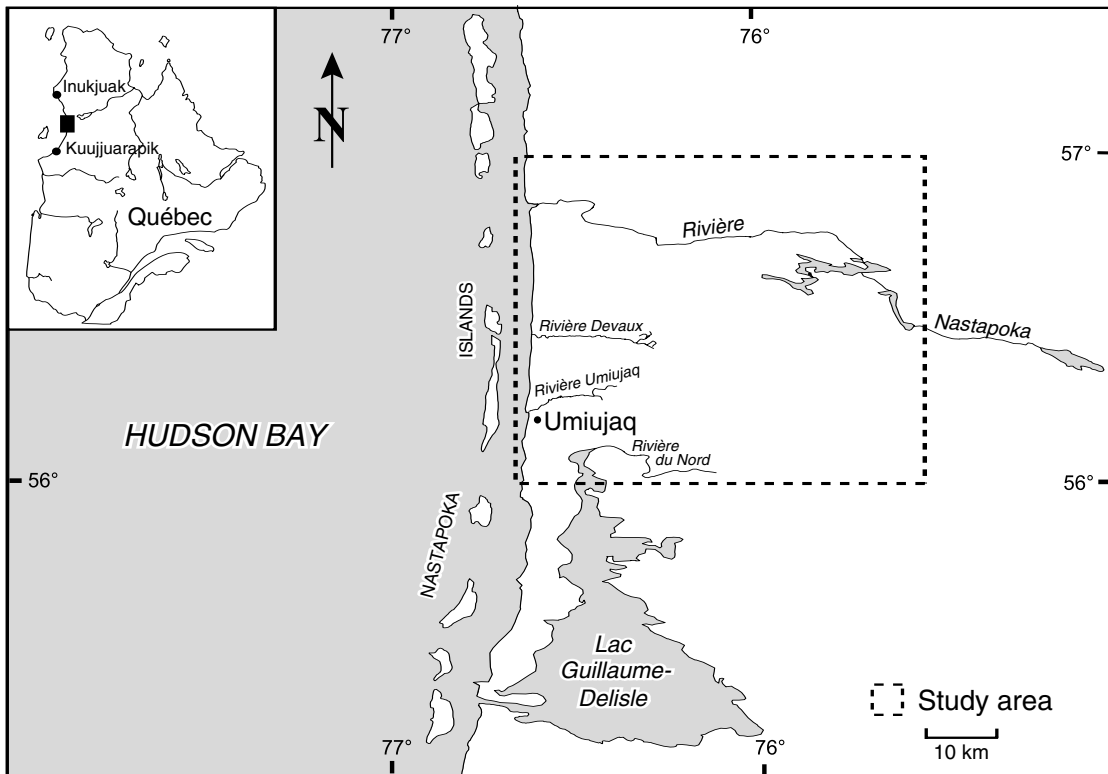 77°
76°
Inukjuak
Kuujjuarapik
Québec
N
57°
Rivière
Nastapoka
ISLANDS
Rivière Devaux
Rivière Umiujaq
Umiujaq
HUDSON BAY
Rivière
du Nord
56°
56°
NASTAPOKA
Lac
Guillaume-
Delisle
Study area
77°
76°
10 km